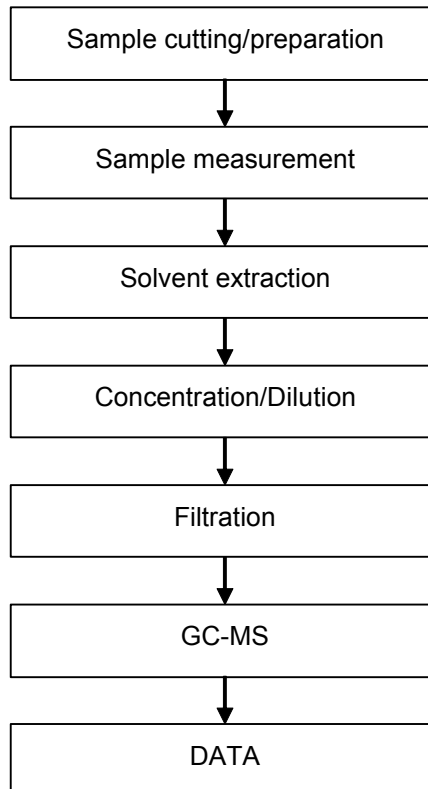 Sample cutting/preparation
Sample measurement
Solvent extraction
Concentration/Dilution
Filtration
GC-MS
DATA